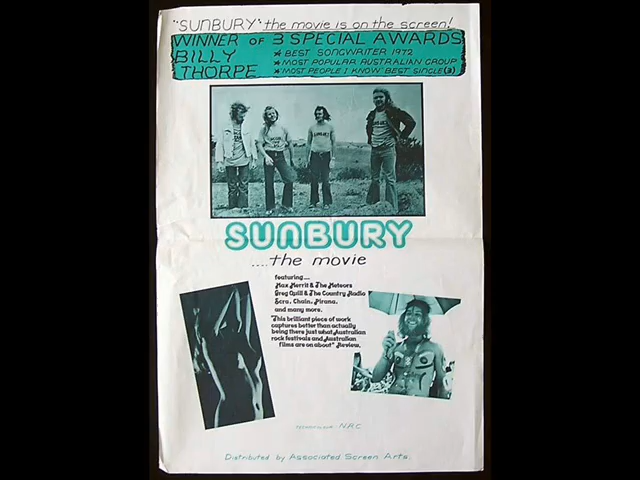 "SUNBURY" the movie is on the screen!
WINNER OF 3 SPECIAL AWARDS
BILLY THORPE
* BEST SONGWRITER 1972
* MOST POPULAR AUSTRALIAN GROUP
* "MOST PEOPLE I KNOW" BEST SINGLE (3)
SUNBURY
....the movie
featuring....
Max Merrit & The Meteors
Greg Quill & The Country Radio
Scra, Chain, Pirana,
and many more.
"This brilliant piece of work
captures better than actually
being there just what Australian
rock festivals and Australian
films are on about" Review.
N.R.C.
Distributed by Associated Screen Arts.